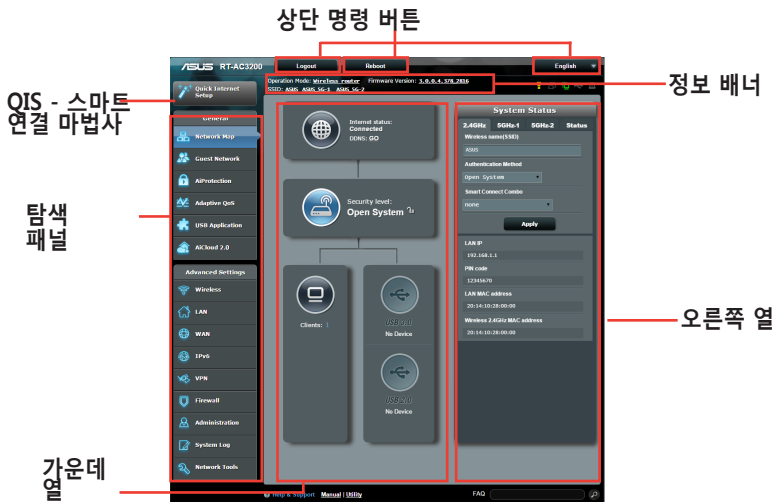 상단 명령 버튼
정보 배너
QIS - 스마트
연결 마법사
탐색
패널
오른쪽 열
가운데
열
ASUS RT-AC3200
Logout
Reboot
English
Operation Mode: Wireless router Firmware Version: 3.0.0.4.378_2816
SSID: ASUS ASUS_5G-1 ASUS_5G-2
Quick Internet
Setup
General
Network Map
Guest Network
AiProtection
Adaptive QoS
USB Application
AiCloud 2.0
Advanced Settings
Wireless
LAN
WAN
IPv6
VPN
Firewall
Administration
System Log
Network Tools
Internet status:
Connected
DDNS: GO
Security level:
Open System
Clients: 1
USB 3.0
No Device
USB 2.0
No Device
System Status
2.4GHz 5GHz-1 5GHz-2 Status
Wireless name(SSID)
ASUS
Authentication Method
Open System
Smart Connect Combo
none
Apply
LAN IP
192.168.1.1
PIN code
12345670
LAN MAC address
20:14:10:28:00:00
Wireless 2.4GHz MAC address
20:14:10:28:00:00
Help & Support Manual | Utility
FAQ